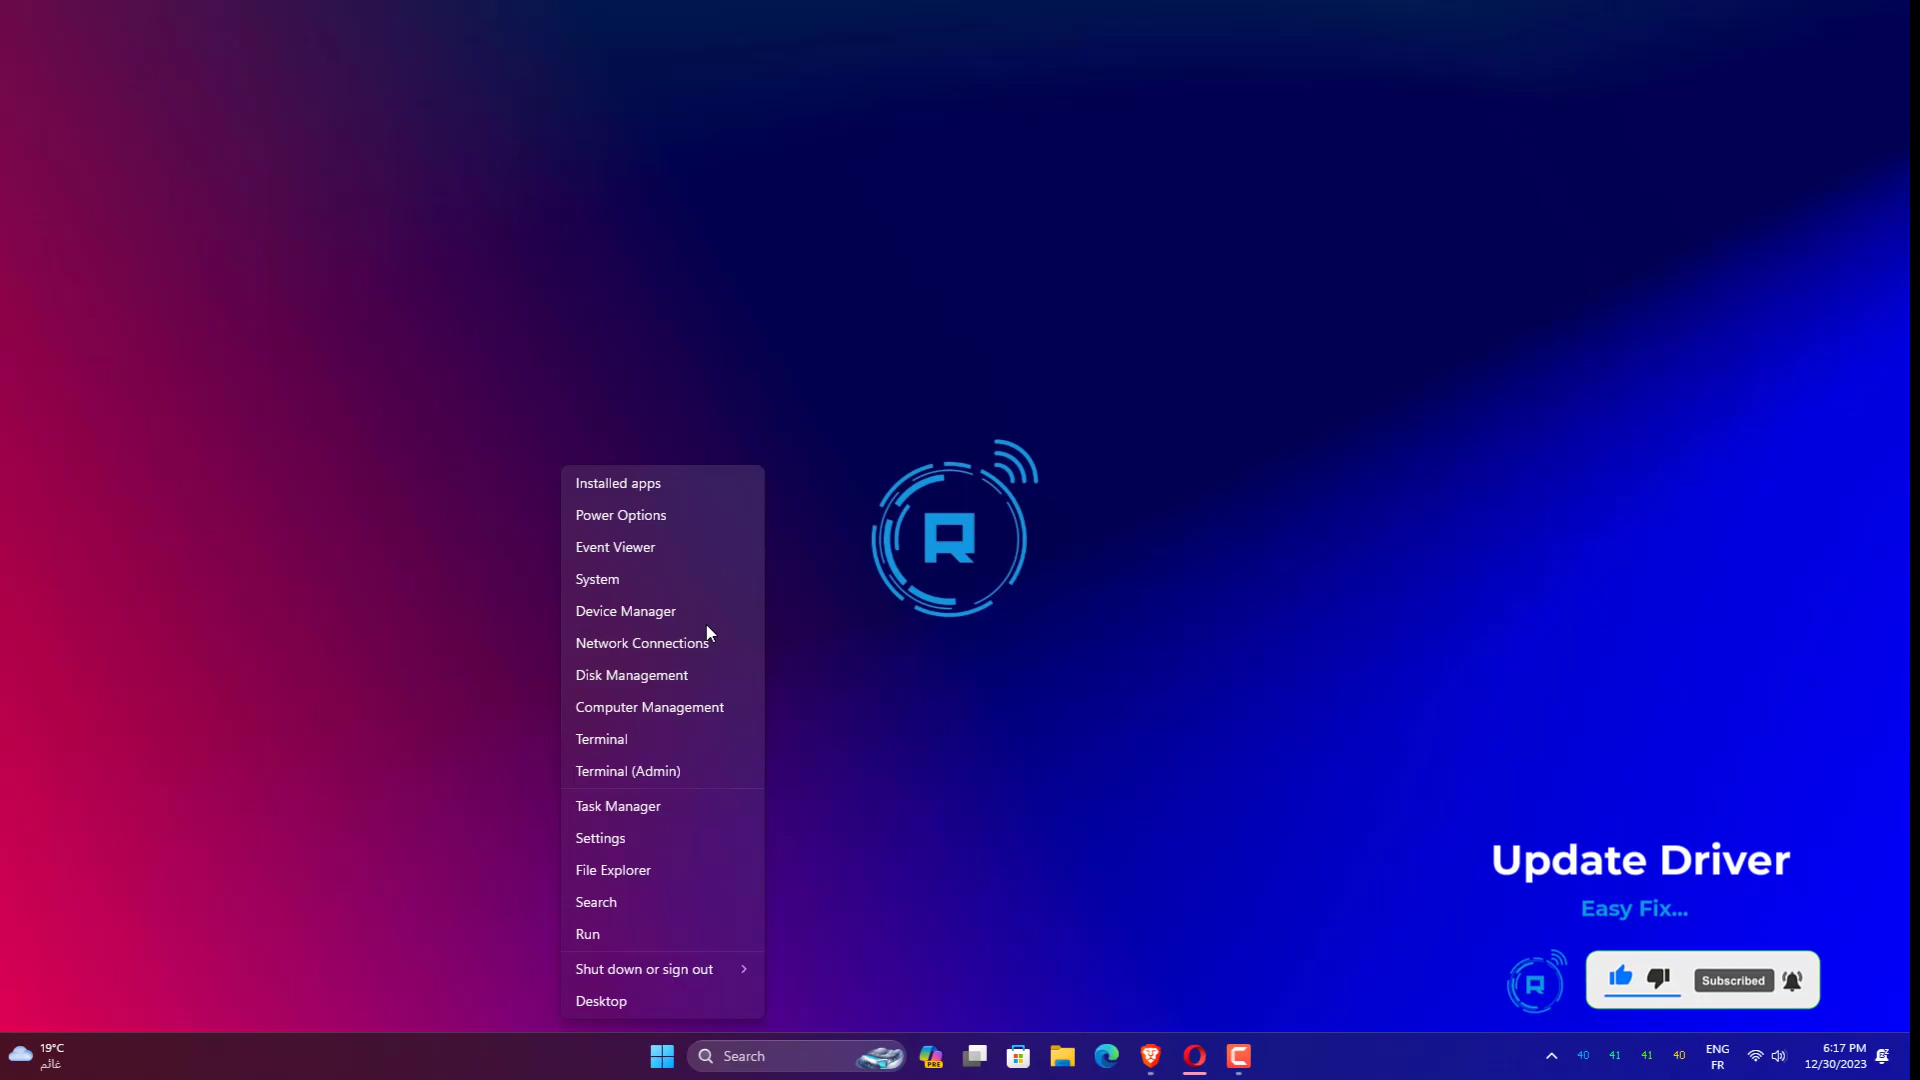 Installed apps
Power Options
Event Viewer
System
Device Manager
Network Connections
Disk Management
Computer Management
Terminal
Terminal (Admin)
Task Manager
Settings
File Explorer
Search
Run
Shut down or sign out
Desktop
R
Update Driver
Easy Fix...
R
Subscribed
19°C
غائم
Search
PRE
40
41
41
40
ENG
FR
6:17 PM
12/30/2023